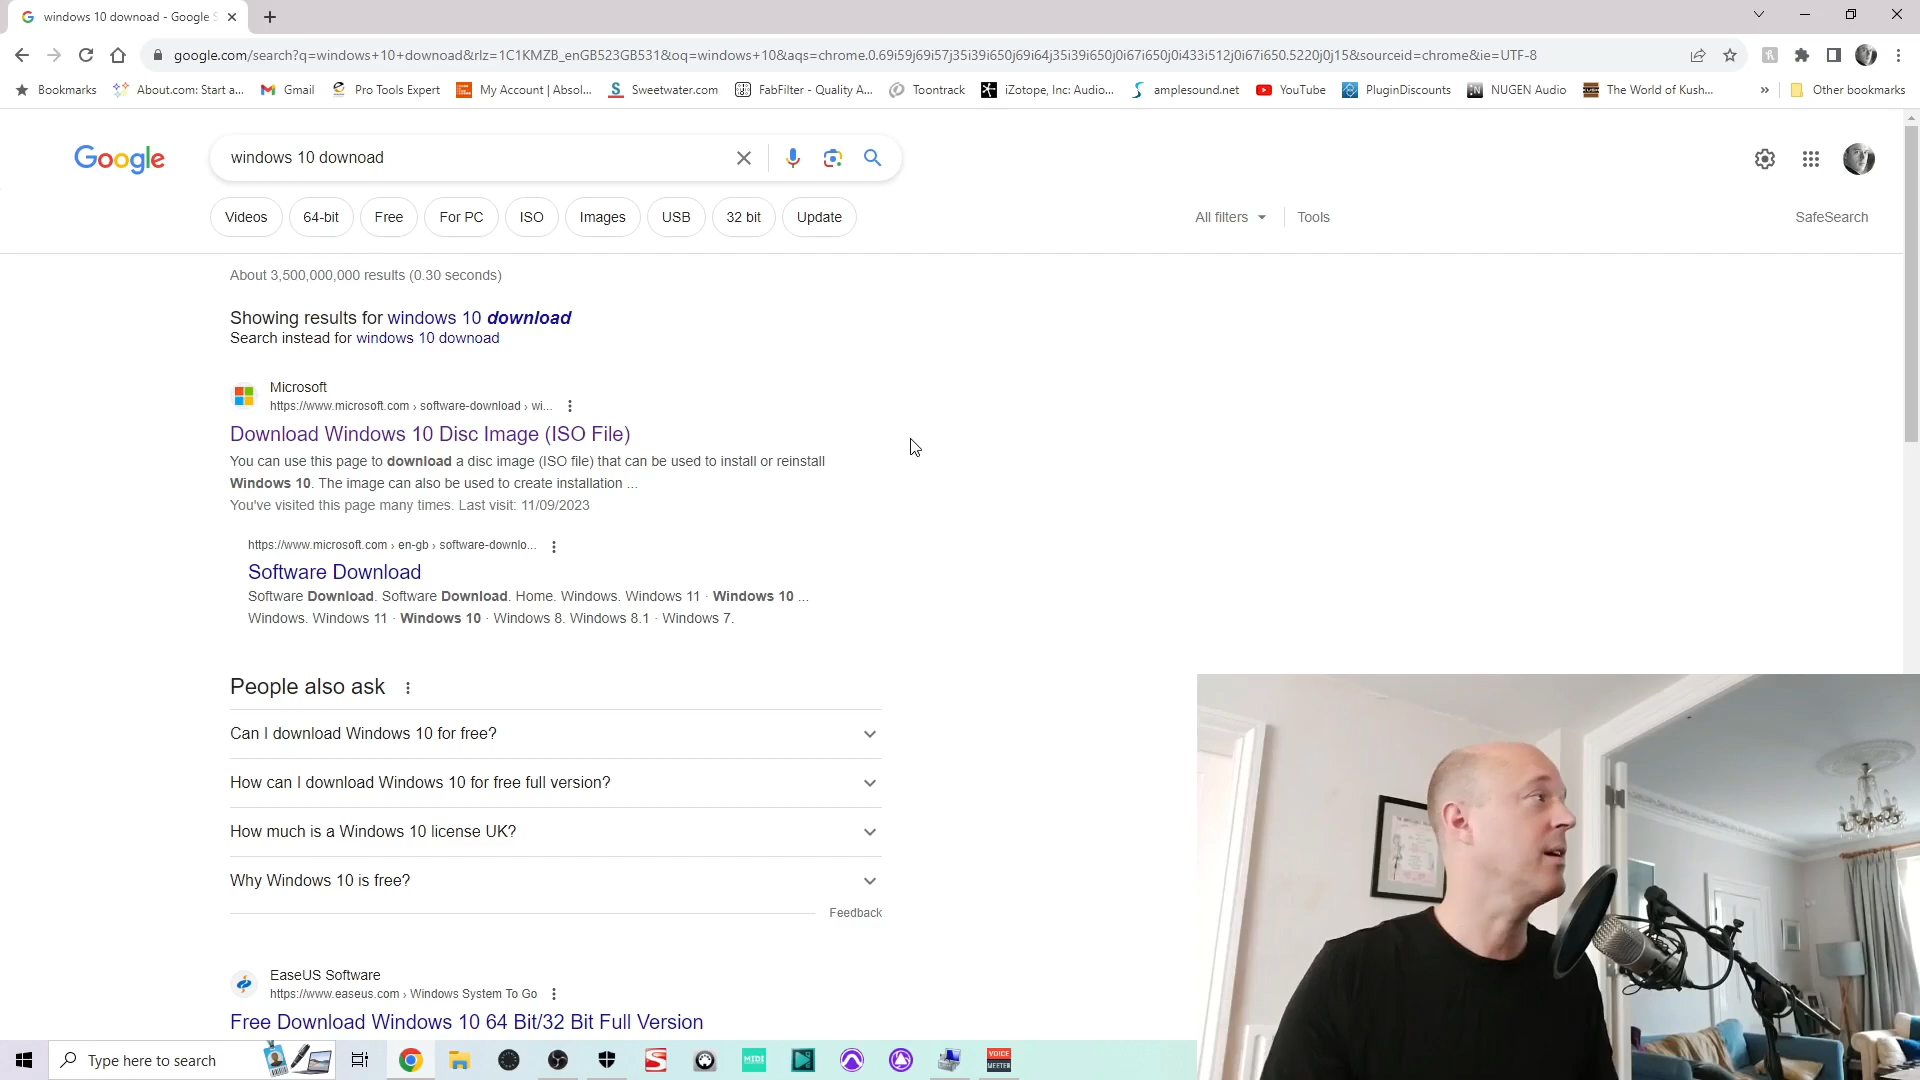 windows 10 downoad - Google S
google.com/search?q=windows+10+downoad&rlz=1C1KMZB_enGB523GB531&oq=windows+10&aqs=chrome.0.69i59j69i57j35i39i650j69i64j35i39i650j0i67i650j0i433i512j0i67i650.5220j0j15&sourceid=chrome&ie=UTF-8
Bookmarks About.com: Start a... Gmail Pro Tools Expert My Account | Absol... Sweetwater.com FabFilter - Quality A... Toontrack iZotope, Inc: Audio... amplesound.net YouTube PluginDiscounts NUGEN Audio The World of Kush... » Other bookmarks
Google windows 10 downoad
Videos 64-bit Free For PC ISO Images USB 32 bit Update All filters Tools SafeSearch
About 3,500,000,000 results (0.30 seconds)
Showing results for windows 10 download
Search instead for windows 10 downoad
Microsoft
https://www.microsoft.com › software-download › wi...
Download Windows 10 Disc Image (ISO File)
You can use this page to download a disc image (ISO file) that can be used to install or reinstall
Windows 10. The image can also be used to create installation ...
You've visited this page many times. Last visit: 11/09/2023
https://www.microsoft.com › en-gb › software-downlo...
Software Download
Software Download. Software Download. Home. Windows. Windows 11 · Windows 10 ...
Windows. Windows 11 · Windows 10 · Windows 8. Windows 8.1 · Windows 7.
People also ask
Can I download Windows 10 for free?
How can I download Windows 10 for free full version?
How much is a Windows 10 license UK?
Why Windows 10 is free?
Feedback
EaseUS Software
https://www.easeus.com › Windows System To Go
Free Download Windows 10 64 Bit/32 Bit Full Version
Type here to search
MIDI
VOICE
MEETER